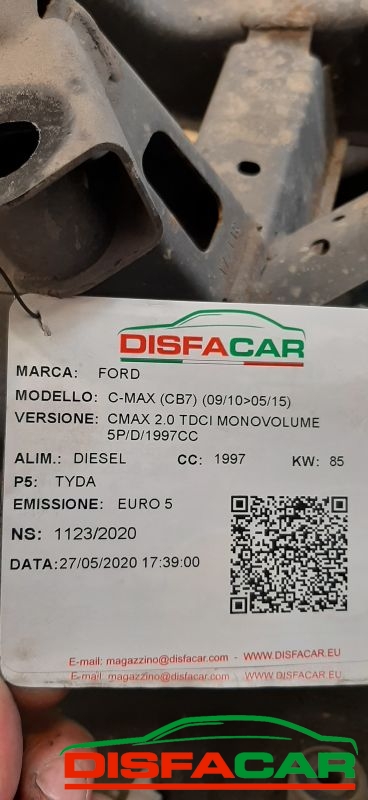 DISFACAR
MARCA: FORD
MODELLO: C-MAX (CB7) (09/10>05/15)
VERSIONE: CMAX 2.0 TDCI MONOVOLUME
5P/D/1997CC
ALIM.: DIESEL CC: 1997 KW: 85
P5: TYDA
EMISSIONE: EURO 5
NS: 1123/2020
DATA:27/05/2020 17:39:00
E-mail: magazzino@disfacar.com - WWW.DISFACAR.EU
E-mail: magazzino@disfacar.com - WWW.DISFACAR.EU
DISFACAR